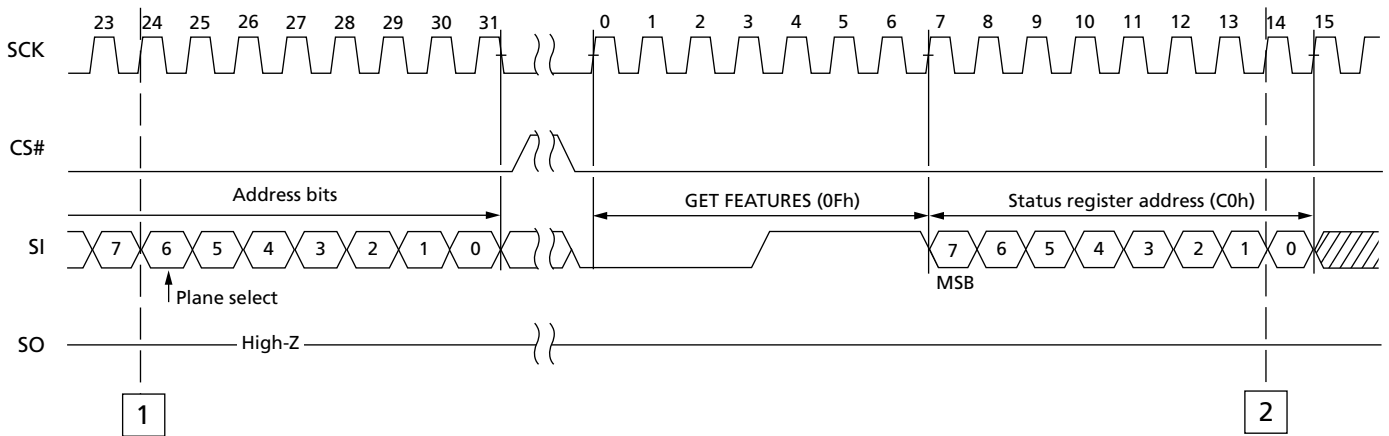 23 24 25 26 27 28 29 30 31 0 1 2 3 4 5 6 7 8 9 10 11 12 13 14 15
SCK
CS#
Address bits GET FEATURES (0Fh) Status register address (C0h)
SI 7 6 5 4 3 2 1 0 7 6 5 4 3 2 1 0
MSB
Plane select
SO High-Z
1 2